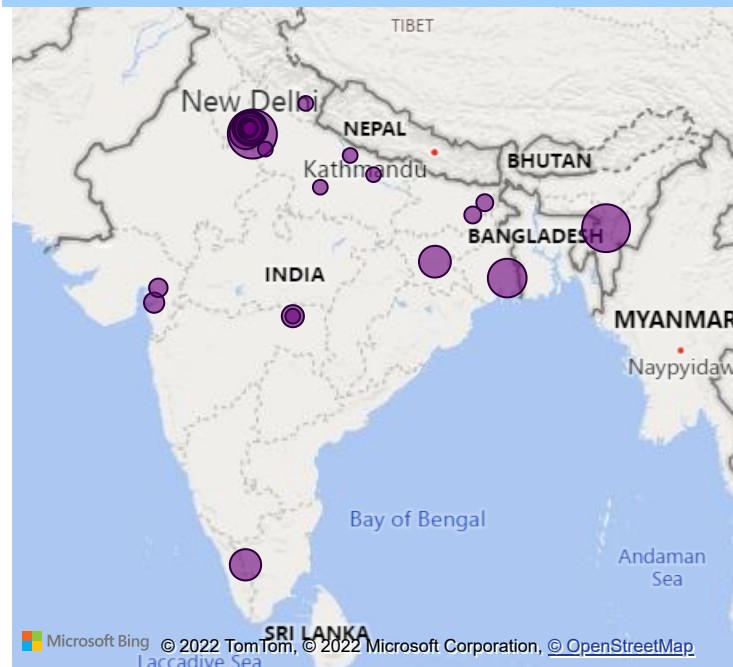 TIBET
New Delhi
NEPAL
Kathmandu
BHUTAN
BANGLADESH
INDIA
MYANMAR
Naypyidaw
Bay of Bengal
Andaman
Sea
SRI LANKA
Microsoft Bing
© 2022 TomTom, © 2022 Microsoft Corporation, © OpenStreetMap
Laccadive Sea